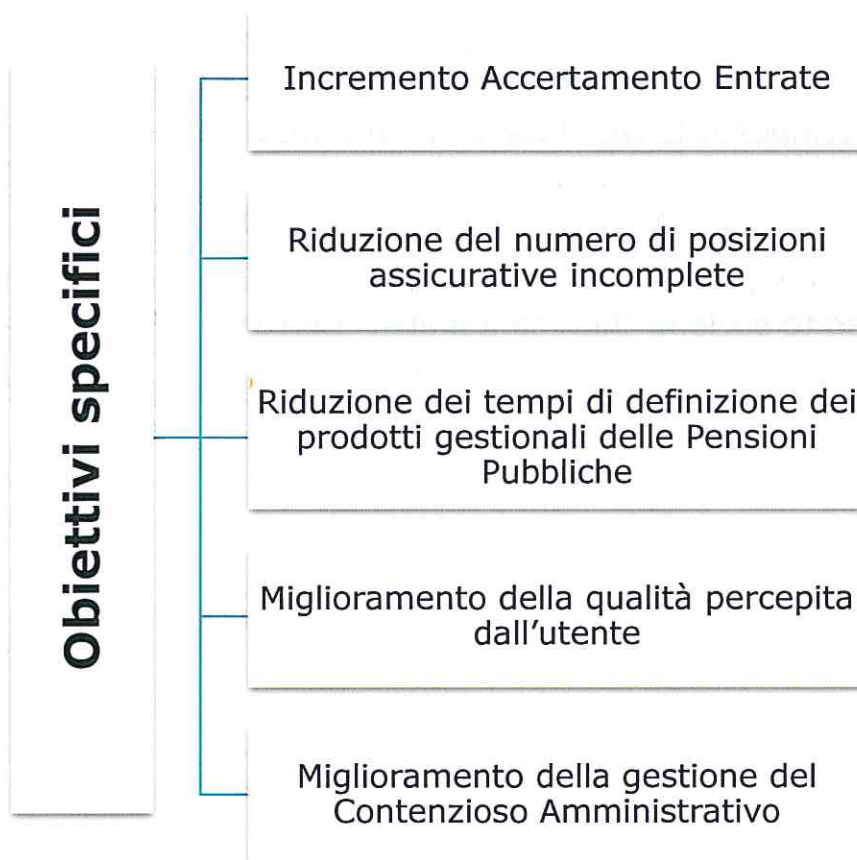 Obiettivi specifici
Incremento Accertamento Entrate
Riduzione del numero di posizioni
assicurative incomplete
Riduzione dei tempi di definizione dei
prodotti gestionali delle Pensioni
Pubbliche
Miglioramento della qualità percepita
dall'utente
Miglioramento della gestione del
Contenzioso Amministrativo